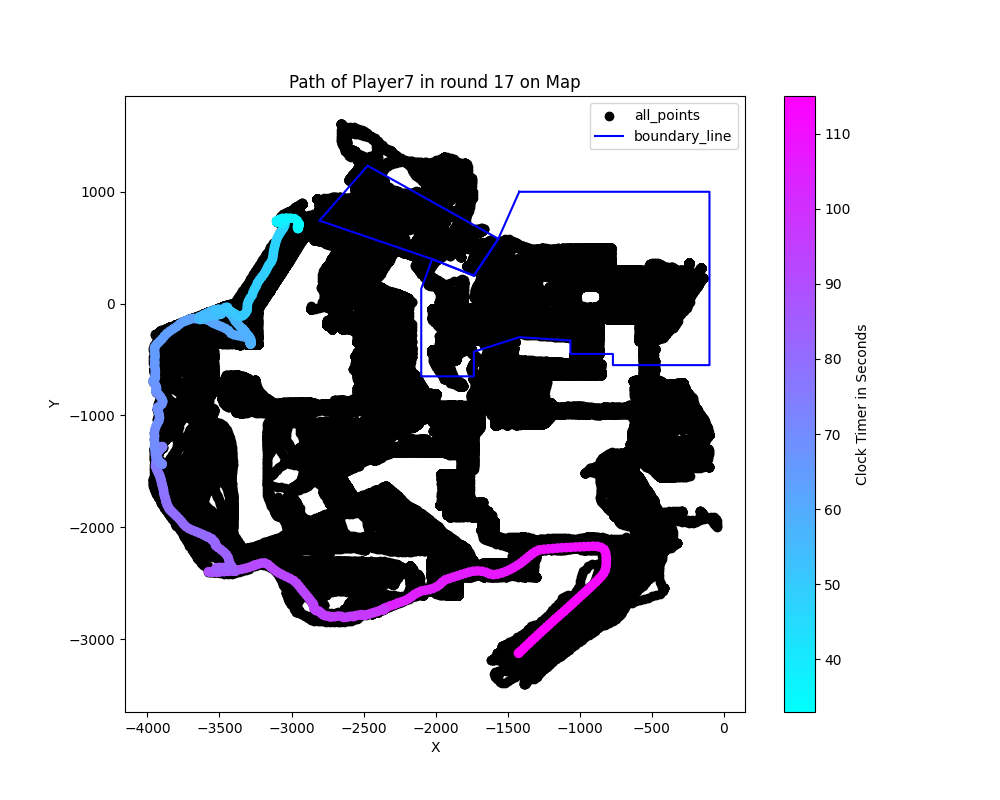 Path of Player7 in round 17 on Map
all_points
boundary_line
1000
0
−1000
−2000
−3000
Y
−4000 −3500 −3000 −2500 −2000 −1500 −1000 −500 0
X
110
100
90
80
70
60
50
40
Clock Timer in Seconds